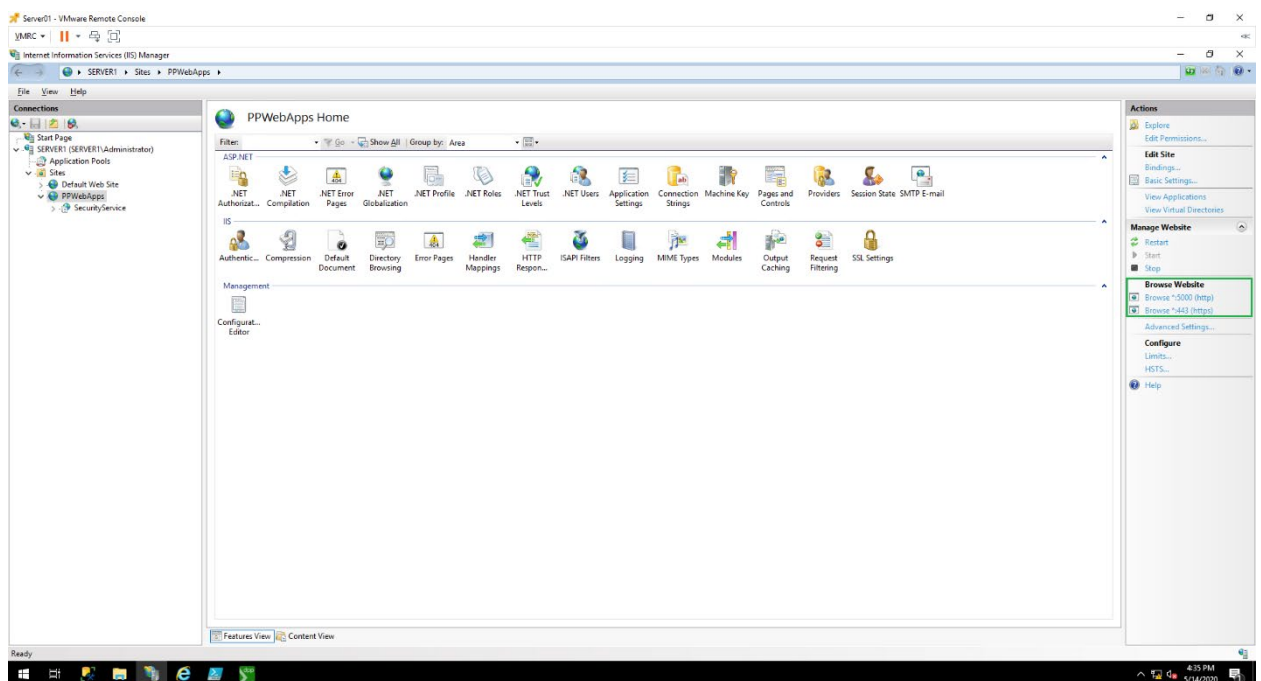 Server01 - VMware Remote Console
VMRC
Internet Information Services (IIS) Manager
SERVER1 Sites PPWebApps
File View Help
Connections
Start Page
SERVER1 (SERVER1\Administrator)
Application Pools
Sites
Default Web Site
PPWebApps
SecurityService
PPWebApps Home
Filter: Go Show All Group by: Area
ASP.NET
.NET Authorizat...
.NET Compilation
.NET Error Pages
.NET Globalization
.NET Profile
.NET Roles
.NET Trust Levels
.NET Users
Application Settings
Connection Strings
Machine Key
Pages and Controls
Providers
Session State
SMTP E-mail
IIS
Authentic...
Compression
Default Document
Directory Browsing
Error Pages
Handler Mappings
HTTP Respon...
ISAPI Filters
Logging
MIME Types
Modules
Output Caching
Request Filtering
SSL Settings
Management
Configurat... Editor
Features View Content View
Actions
Explore
Edit Permissions...
Edit Site
Bindings...
Basic Settings...
View Applications
View Virtual Directories
Manage Website
Restart
Start
Stop
Browse Website
Browse *:5000 (http)
Browse *:443 (https)
Advanced Settings...
Configure
Limits...
HSTS...
Help
Ready
4:35 PM
5/14/2020